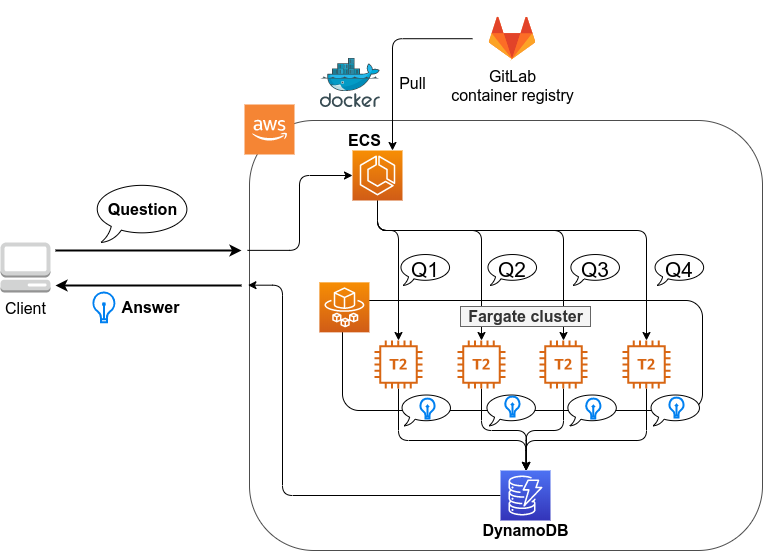 docker
Pull
GitLab
container registry
aws
ECS
Question
Client
Answer
Q1
Q2
Q3
Q4
Fargate cluster
T2
T2
T2
T2
DynamoDB